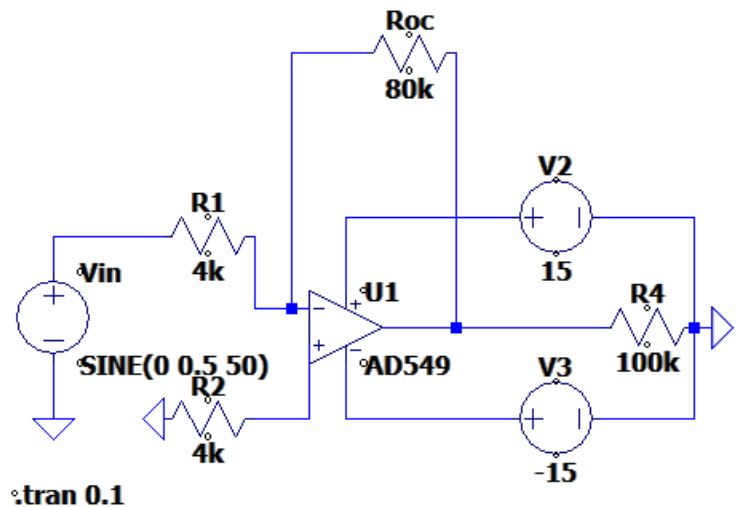 Roc
80k
V2
15
R1
4k
Vin
U1
R4
100k
SINE(0 0.5 50)
AD549
V3
-15
R2
4k
.tran 0.1